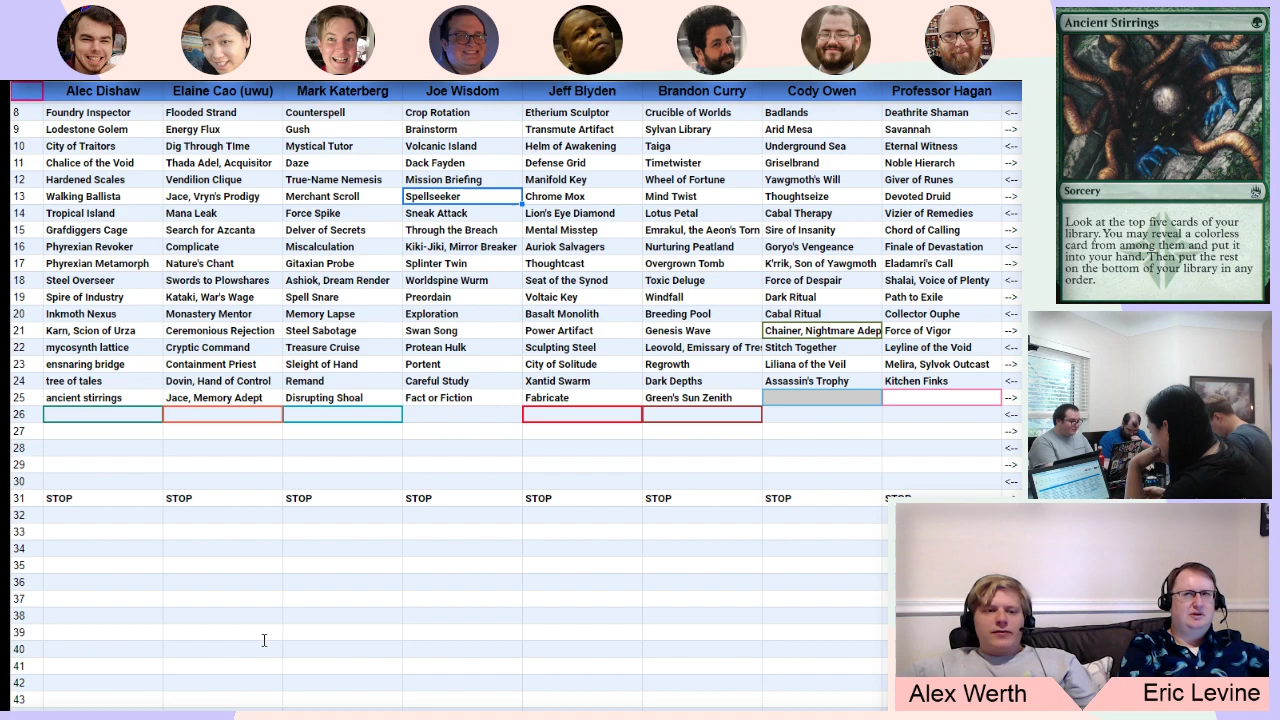 Alec Dishaw Elaine Cao (uwu) Mark Katerberg Joe Wisdom Jeff Blyden Brandon Curry Cody Owen Professor Hagan
8 Foundry Inspector Flooded Strand Counterspell Crop Rotation Etherium Sculptor Crucible of Worlds Badlands Deathrite Shaman <--
9 Lodestone Golem Energy Flux Gush Brainstorm Transmute Artifact Sylvan Library Arid Mesa Savannah -->
10 City of Traitors Dig Through TIme Mystical Tutor Volcanic Island Helm of Awakening Taiga Underground Sea Eternal Witness <--
11 Chalice of the Void Thada Adel, Acquisitor Daze Dack Fayden Defense Grid Timetwister Griselbrand Noble Hierarch -->
12 Hardened Scales Vendilion Clique True-Name Nemesis Mission Briefing Manifold Key Wheel of Fortune Yawgmoth's Will Giver of Runes <--
13 Walking Ballista Jace, Vryn's Prodigy Merchant Scroll Spellseeker Chrome Mox Mind Twist Thoughtseize Devoted Druid -->
14 Tropical Island Mana Leak Force Spike Sneak Attack Lion's Eye Diamond Lotus Petal Cabal Therapy Vizier of Remedies <--
15 Grafdiggers Cage Search for Azcanta Delver of Secrets Through the Breach Mental Misstep Emrakul, the Aeon's Torn Sire of Insanity Chord of Calling -->
16 Phyrexian Revoker Complicate Miscalculation Kiki-Jiki, Mirror Breaker Auriok Salvagers Nurturing Peatland Goryo's Vengeance Finale of Devastation <--
17 Phyrexian Metamorph Nature's Chant Gitaxian Probe Splinter Twin Thoughtcast Overgrown Tomb K'rrik, Son of Yawgmoth Eladamri's Call -->
18 Steel Overseer Swords to Plowshares Ashiok, Dream Render Worldspine Wurm Seat of the Synod Toxic Deluge Force of Despair Shalai, Voice of Plenty <--
19 Spire of Industry Kataki, War's Wage Spell Snare Preordain Voltaic Key Windfall Dark Ritual Path to Exile -->
20 Inkmoth Nexus Monastery Mentor Memory Lapse Exploration Basalt Monolith Breeding Pool Cabal Ritual Collector Ouphe <--
21 Karn, Scion of Urza Ceremonious Rejection Steel Sabotage Swan Song Power Artifact Genesis Wave Chainer, Nightmare Adep Force of Vigor -->
22 mycosynth lattice Cryptic Command Treasure Cruise Protean Hulk Sculpting Steel Leovold, Emissary of Tres Stitch Together Leyline of the Void <--
23 ensnaring bridge Containment Priest Sleight of Hand Portent City of Solitude Regrowth Liliana of the Veil Melira, Sylvok Outcast -->
24 tree of tales Dovin, Hand of Control Remand Careful Study Xantid Swarm Dark Depths Assassin's Trophy Kitchen Finks <--
25 ancient stirrings Jace, Memory Adept Disrupting Shoal Fact or Fiction Fabricate Green's Sun Zenith -->
26 <--
27 -->
28 <--
29 -->
30 <--
31 STOP STOP STOP STOP STOP STOP STOP STOP
32
33
34
35
36
37
38
39
40
41
42
43
Ancient Stirrings
Sorcery
Look at the top five cards of your
library. You may reveal a colorless
card from among them and put it
into your hand. Then put the rest
on the bottom of your library in any
order.
Alex Werth
Eric Levine